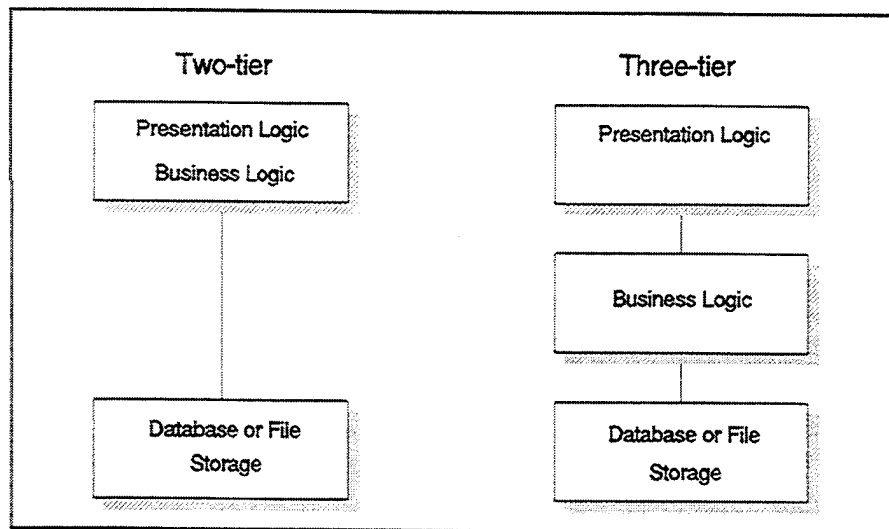 Two-tier
Presentation Logic
Business Logic
Database or File
Storage
Three-tier
Presentation Logic
Business Logic
Database or File
Storage